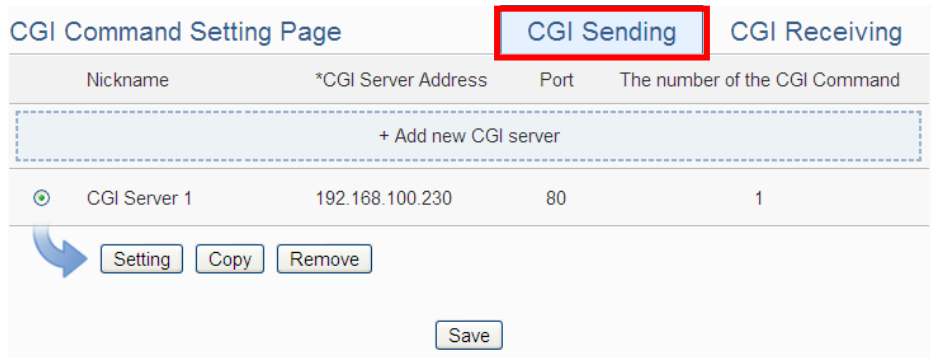 CGI Command Setting Page CGI Sending CGI Receiving
Nickname *CGI Server Address Port The number of the CGI Command
+ Add new CGI server
CGI Server 1 192.168.100.230 80 1
Setting Copy Remove
Save